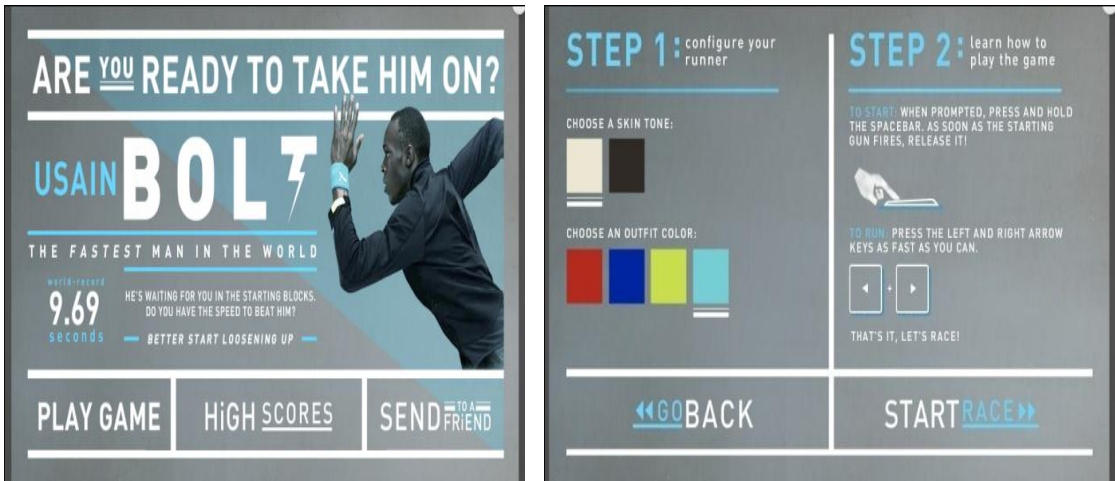 ARE YOU READY TO TAKE HIM ON?
USAIN BOLT
THE FASTEST MAN IN THE WORLD
world-record
9.69
seconds
HE'S WAITING FOR YOU IN THE STARTING BLOCKS.
DO YOU HAVE THE SPEED TO BEAT HIM?
BETTER START LOOSENING UP
PLAY GAME
HiGH SCORES
SEND TO A FRiEND
STEP 1: configure your
runner
CHOOSE A SKIN TONE:
CHOOSE AN OUTFIT COLOR:
STEP 2: learn how to
play the game
TO START: WHEN PROMPTED, PRESS AND HOLD
THE SPACEBAR. AS SOON AS THE STARTING
GUN FIRES, RELEASE IT!
TO RUN: PRESS THE LEFT AND RIGHT ARROW
KEYS AS FAST AS YOU CAN.
+
THAT'S IT, LET'S RACE!
GO BACK
START RACE